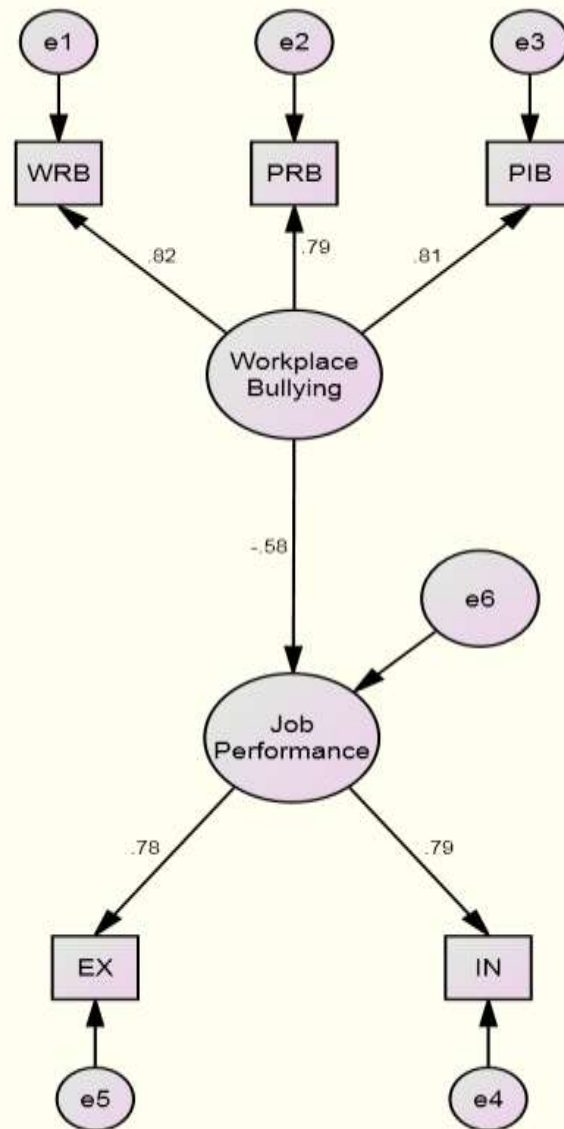 e1
e2
e3
WRB
PRB
PIB
.82
.79
.81
Workplace
Bullying
-.58
e6
Job
Performance
.78
.79
EX
IN
e5
e4